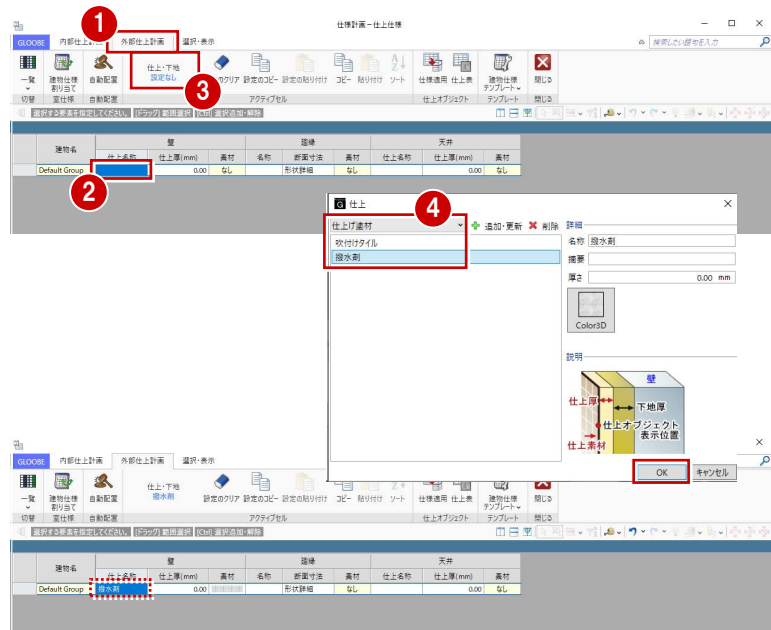 仕様計画－仕上仕様
1
GLOOBE 内部仕上計画 外部仕上計画 選択・表示
検索したい語句を入力
一覧 建物仕様割り当て 自動配置
仕上・下地
設定なし
のクリア 設定のコピー 設定の貼り付け コピー 貼り付け ソート 仕様適用 仕上表 建物仕様テンプレート 閉じる
3
切替 室仕様 自動配置 アクティブセル 仕上オブジェクト テンプレート 閉じる
選択する要素を指定してください。 [ドラッグ] 範囲選択 [Ctrl] 選択追加・解除
建物名 壁 廻縁 天井
仕上名称 仕上厚(mm) 素材 名称 断面寸法 素材 仕上名称 仕上厚(mm) 素材
Default Group 0.00 なし 形状詳細 なし 0.00 なし
2
G 仕上
4
仕上げ塗材 追加・更新 削除
吹付けタイル
撥水剤
詳細
名称 撥水剤
摘要
厚さ 0.00 mm
Color3D
説明
壁
仕上厚
下地厚
仕上オブジェクト
表示位置
仕上素材
OK キャンセル
GLOOBE 内部仕上計画 外部仕上計画 選択・表示
一覧 建物仕様割り当て 自動配置
仕上・下地
撥水剤
設定のクリア 設定のコピー 設定の貼り付け コピー 貼り付け ソート 仕様適用 仕上表 建物仕様テンプレート 閉じる
切替 室仕様 自動配置 アクティブセル 仕上オブジェクト テンプレート 閉じる
選択する要素を指定してください。 [ドラッグ] 範囲選択 [Ctrl] 選択追加・解除
建物名 壁 廻縁 天井
仕上名称 仕上厚(mm) 素材 名称 断面寸法 素材 仕上名称 仕上厚(mm) 素材
Default Group 撥水剤 0.00 形状詳細 なし 0.00 なし